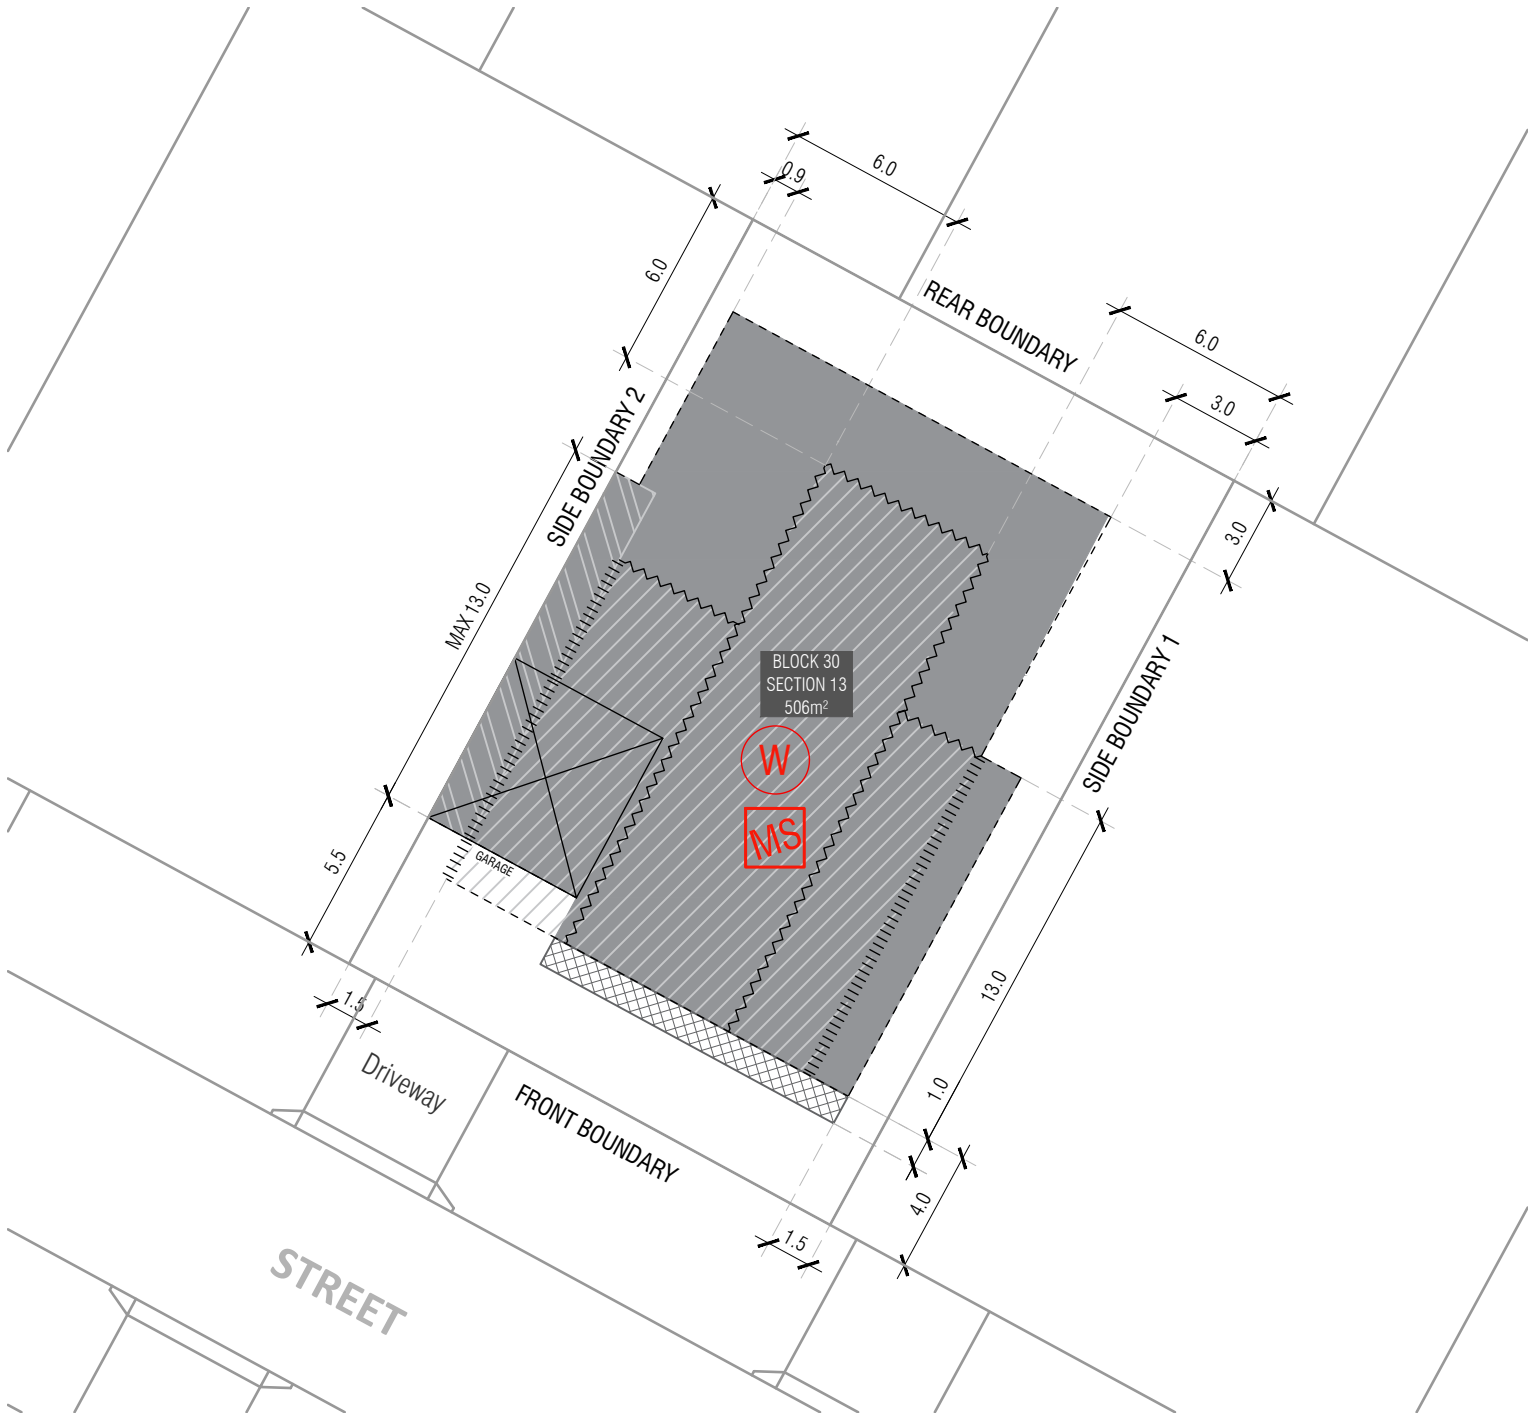 6.0
0.9
6.0
REAR BOUNDARY
6.0
3.0
SIDE BOUNDARY 2
3.0
MAX 13.0
BLOCK 30
SECTION 13
506m²
SIDE BOUNDARY 1
W
MS
5.5
GARAGE
13.0
1.5
Driveway
FRONT BOUNDARY
1.0
4.0
1.5
STREET